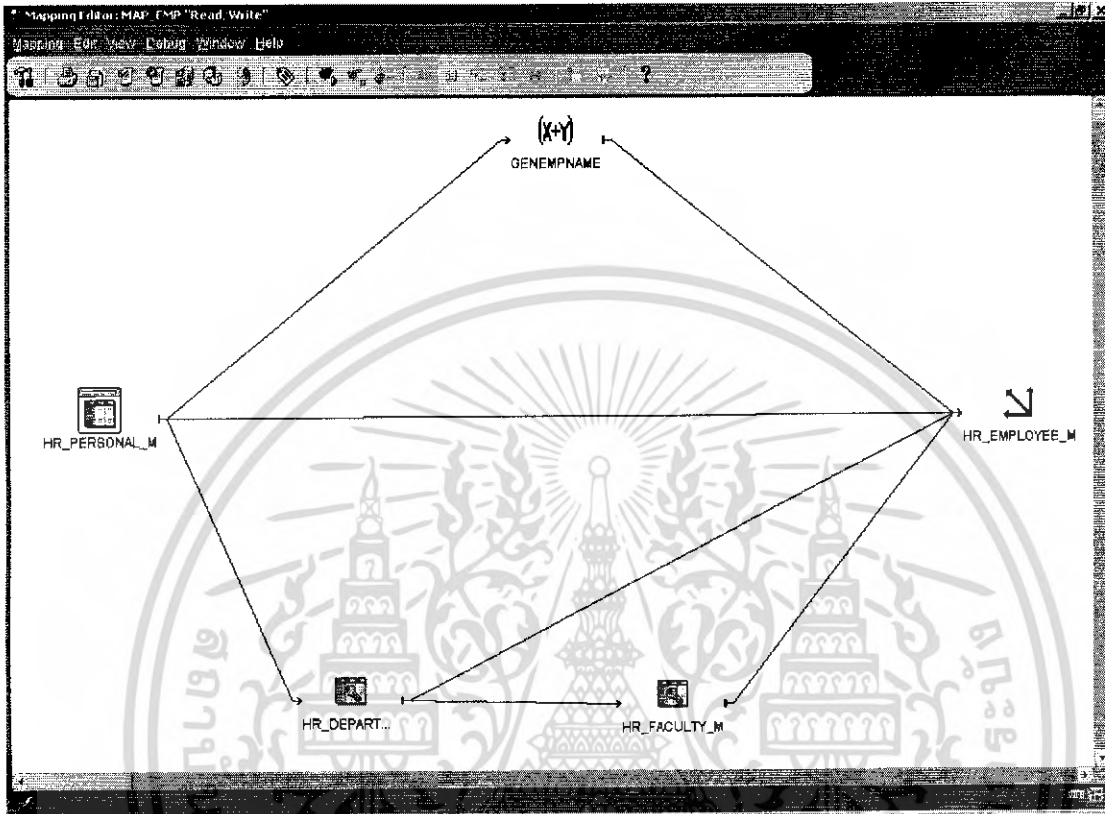 Mapping Editor: MAP_EMP "Read, Write"
Mapping Edit View Debug Window Help
(X+Y)
GENEMPNAME
HR_PERSONAL_M
HR_EMPLOYEE_M
HR_DEPART...
HR_FACULTY_M